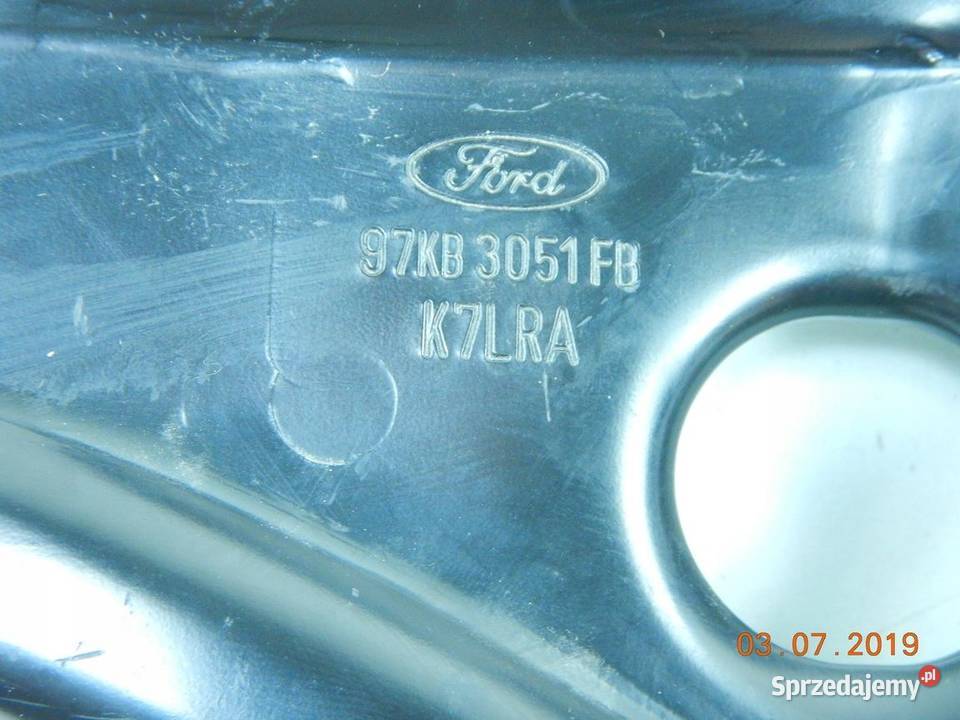 Ford
97KB 3051 FB
K7LRA
03.07.2019
Sprzedajemy.pl